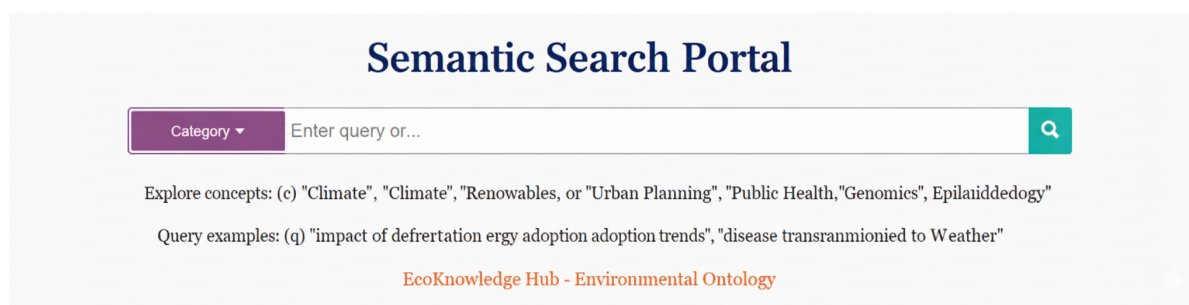 Semantic Search Portal
Category
Enter query or...
Explore concepts: (c) "Climate", "Climate", "Renowables, or "Urban Planning", "Public Health,"Genomics", Epilaiddedogy"
Query examples: (q) "impact of defrertation ergy adoption adoption trends", "disease transranmionied to Weather"
EcoKnowledge Hub - Environmental Ontology